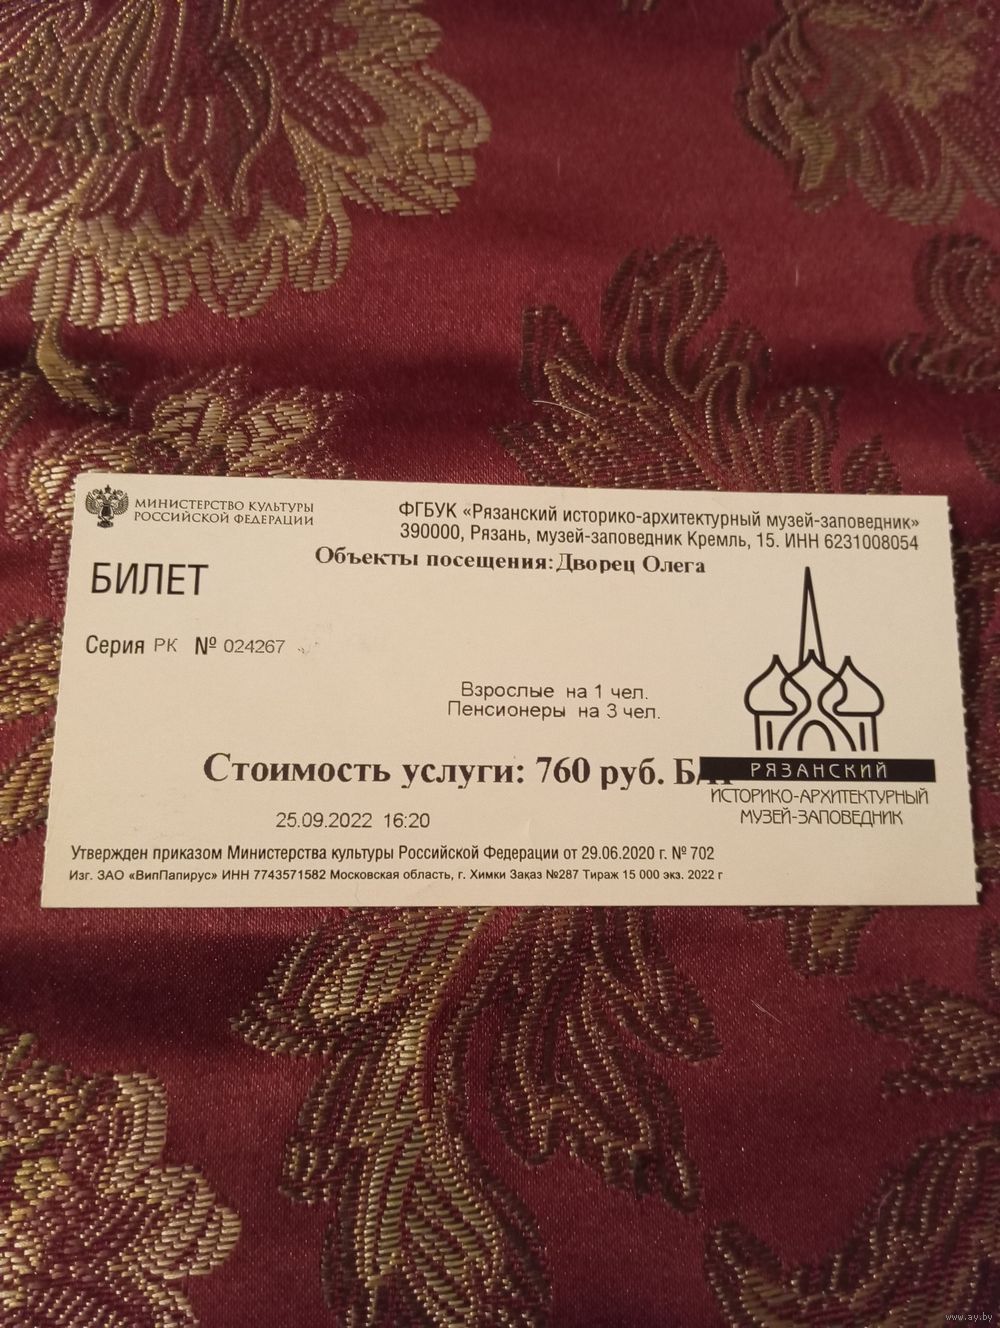 МИНИСТЕРСТВО КУЛЬТУРЫ
РОССИЙСКОЙ ФЕДЕРАЦИИ
ФГБУК «Рязанский историко-архитектурный музей-заповедник»
390000, Рязань, музей-заповедник Кремль, 15. ИНН 6231008054
Объекты посещения: Дворец Олега
БИЛЕТ
Серия РК № 024267
Взрослые на 1 чел.
Пенсионеры на 3 чел.
Стоимость услуги: 760 руб.
РЯЗАНСКИЙ
ИСТОРИКО-АРХИТЕКТУРНЫЙ
МУЗЕЙ-ЗАПОВЕДНИК
25.09.2022 16:20
Утвержден приказом Министерства культуры Российской Федерации от 29.06.2020 г. № 702
Изг. ЗАО «ВипПапирус» ИНН 7743571582 Московская область, г. Химки Заказ №287 Тираж 15 000 экз. 2022 г
www.ay.by